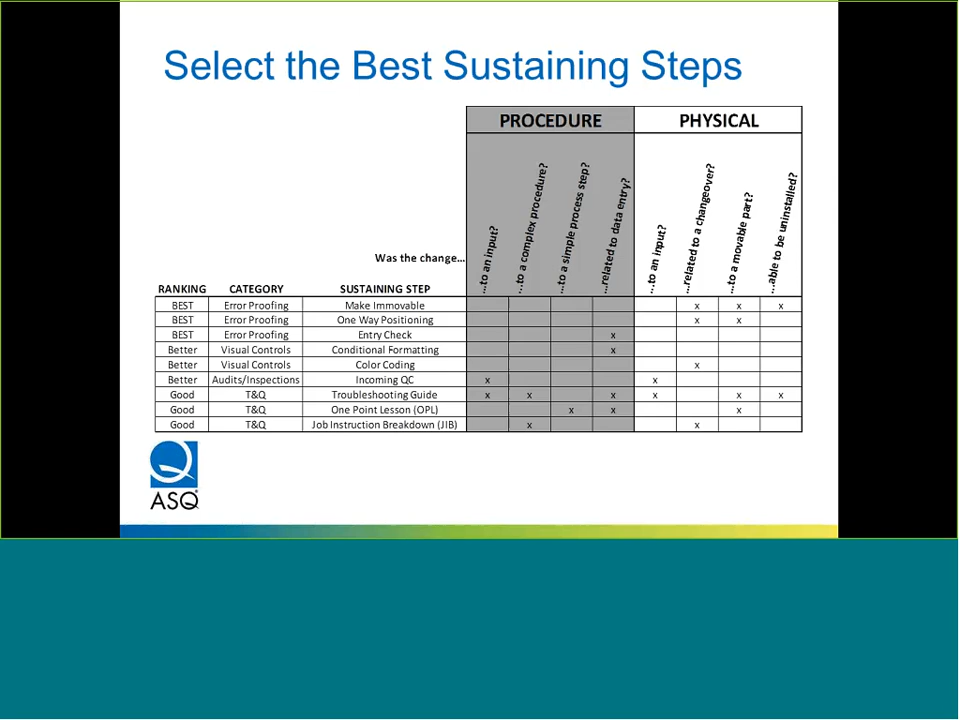 Select the Best Sustaining Steps
PROCEDURE PHYSICAL
Was the change...
...to an input?
...to a complex procedure?
...to a simple process step?
...related to data entry?
...to an input?
...related to a changeover?
...to a movable part?
...able to be uninstalled?
RANKING CATEGORY SUSTAINING STEP
BEST Error Proofing Make Immovable x x x
BEST Error Proofing One Way Positioning x x
BEST Error Proofing Entry Check x
Better Visual Controls Conditional Formatting x
Better Visual Controls Color Coding x
Better Audits/Inspections Incoming QC x x
Good T&Q Troubleshooting Guide x x x x x x
Good T&Q One Point Lesson (OPL) x x x
Good T&Q Job Instruction Breakdown (JIB) x x
ASQ